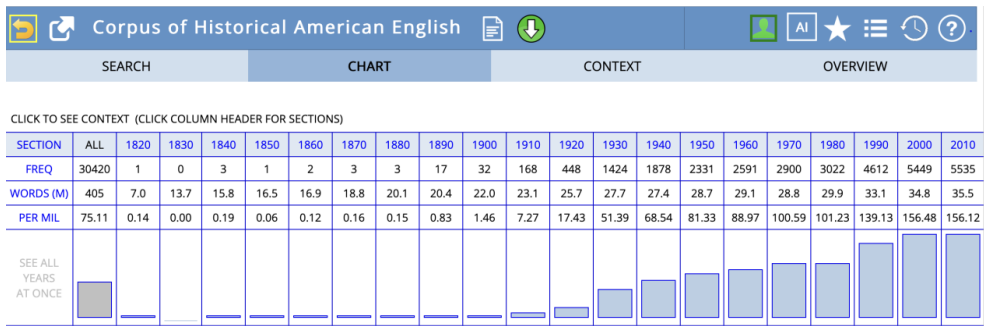 Corpus of Historical American English AI ?
SEARCH CHART CONTEXT OVERVIEW
CLICK TO SEE CONTEXT (CLICK COLUMN HEADER FOR SECTIONS)
SECTION ALL 1820 1830 1840 1850 1860 1870 1880 1890 1900 1910 1920 1930 1940 1950 1960 1970 1980 1990 2000 2010
FREQ 30420 1 0 3 1 2 3 3 17 32 168 448 1424 1878 2331 2591 2900 3022 4612 5449 5535
WORDS (M) 405 7.0 13.7 15.8 16.5 16.9 18.8 20.1 20.4 22.0 23.1 25.7 27.7 27.4 28.7 29.1 28.8 29.9 33.1 34.8 35.5
PER MIL 75.11 0.14 0.00 0.19 0.06 0.12 0.16 0.15 0.83 1.46 7.27 17.43 51.39 68.54 81.33 88.97 100.59 101.23 139.13 156.48 156.12
SEE ALL
YEARS
AT ONCE